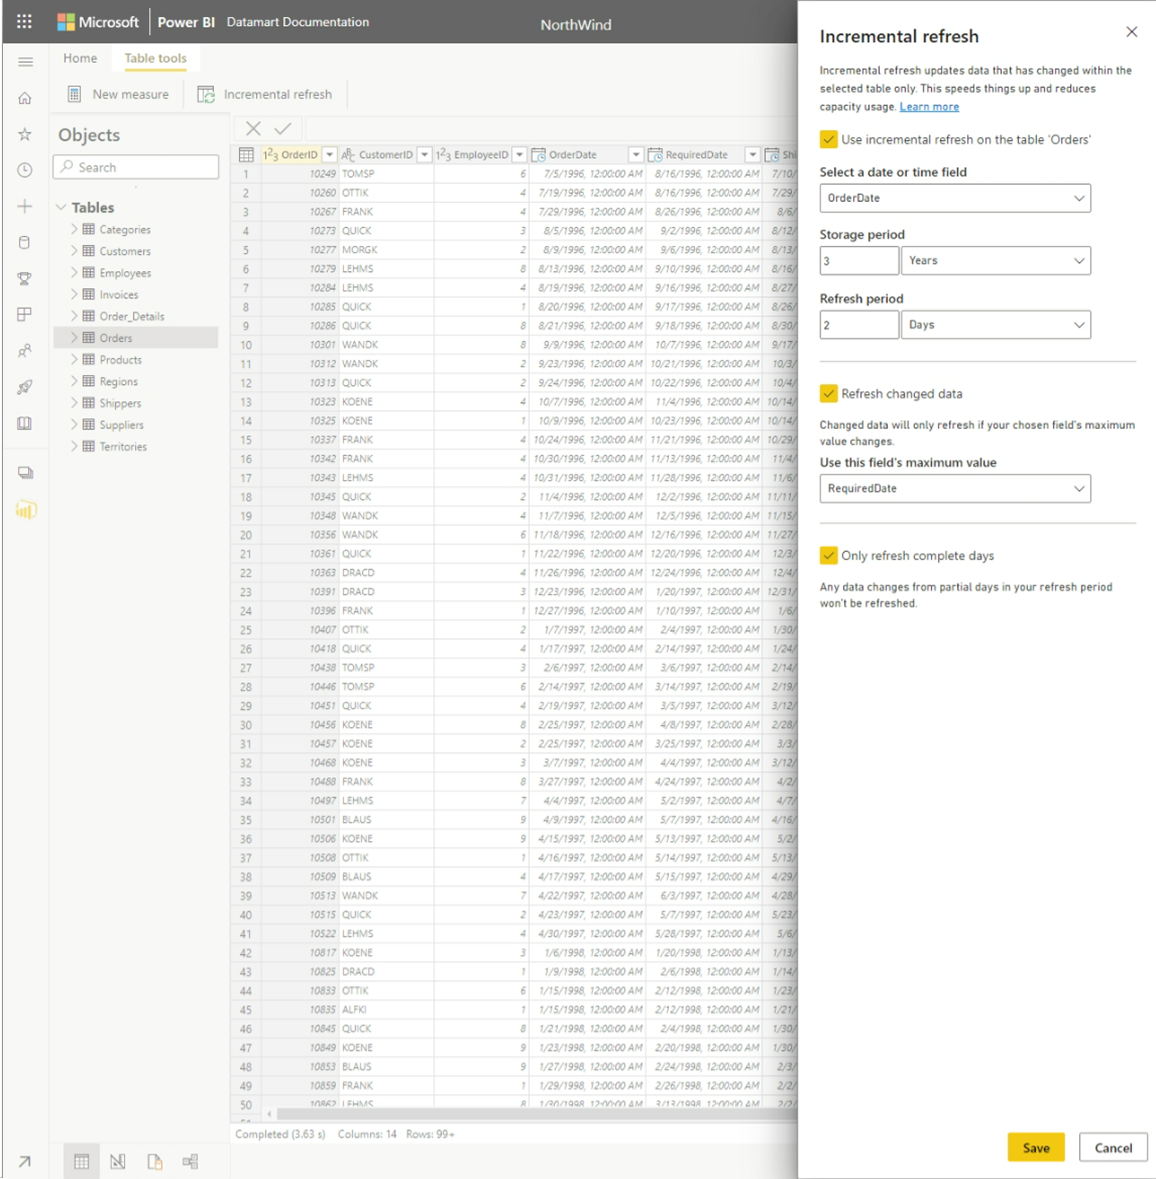 Microsoft Power BI Datamart Documentation
NorthWind
Home Table tools
New measure Incremental refresh
Objects
Search
Tables
Categories
Customers
Employees
Invoices
Order_Details
Orders
Products
Regions
Shippers
Suppliers
Territories
1²3 OrderID CustomerID 1²3 EmployeeID OrderDate RequiredDate Shi
1 10249 TOMSP 6 7/5/1996, 12:00:00 AM 8/16/1996, 12:00:00 AM 7/10/
2 10260 OTTIK 4 7/19/1996, 12:00:00 AM 8/16/1996, 12:00:00 AM 7/29/
3 10267 FRANK 4 7/29/1996, 12:00:00 AM 8/26/1996, 12:00:00 AM 8/6/
4 10273 QUICK 3 8/5/1996, 12:00:00 AM 9/2/1996, 12:00:00 AM 8/12/
5 10277 MORGK 2 8/9/1996, 12:00:00 AM 9/6/1996, 12:00:00 AM 8/13/
6 10279 LEHMS 8 8/13/1996, 12:00:00 AM 9/10/1996, 12:00:00 AM 8/16/
7 10284 LEHMS 4 8/19/1996, 12:00:00 AM 9/16/1996, 12:00:00 AM 8/27/
8 10285 QUICK 1 8/20/1996, 12:00:00 AM 9/17/1996, 12:00:00 AM 8/26/
9 10286 QUICK 8 8/21/1996, 12:00:00 AM 9/18/1996, 12:00:00 AM 8/30/
10 10301 WANDK 8 9/9/1996, 12:00:00 AM 10/7/1996, 12:00:00 AM 9/17/
11 10312 WANDK 2 9/23/1996, 12:00:00 AM 10/21/1996, 12:00:00 AM 10/3/
12 10313 QUICK 2 9/24/1996, 12:00:00 AM 10/22/1996, 12:00:00 AM 10/4/
13 10323 KOENE 4 10/7/1996, 12:00:00 AM 11/4/1996, 12:00:00 AM 10/14/
14 10325 KOENE 1 10/9/1996, 12:00:00 AM 10/23/1996, 12:00:00 AM 10/14/
15 10337 FRANK 4 10/24/1996, 12:00:00 AM 11/21/1996, 12:00:00 AM 10/29/
16 10342 FRANK 4 10/30/1996, 12:00:00 AM 11/13/1996, 12:00:00 AM 11/4/
17 10343 LEHMS 4 10/31/1996, 12:00:00 AM 11/28/1996, 12:00:00 AM 11/6/
18 10345 QUICK 2 11/4/1996, 12:00:00 AM 12/2/1996, 12:00:00 AM 11/11/
19 10348 WANDK 4 11/7/1996, 12:00:00 AM 12/5/1996, 12:00:00 AM 11/15/
20 10356 WANDK 6 11/18/1996, 12:00:00 AM 12/16/1996, 12:00:00 AM 11/27/
21 10361 QUICK 1 11/22/1996, 12:00:00 AM 12/20/1996, 12:00:00 AM 12/3/
22 10363 DRACD 4 11/26/1996, 12:00:00 AM 12/24/1996, 12:00:00 AM 12/4/
23 10391 DRACD 3 12/23/1996, 12:00:00 AM 1/20/1997, 12:00:00 AM 12/31/
24 10396 FRANK 1 12/27/1996, 12:00:00 AM 1/10/1997, 12:00:00 AM 1/6/
25 10407 OTTIK 2 1/7/1997, 12:00:00 AM 2/4/1997, 12:00:00 AM 1/30/
26 10418 QUICK 4 1/17/1997, 12:00:00 AM 2/14/1997, 12:00:00 AM 1/24/
27 10438 TOMSP 3 2/6/1997, 12:00:00 AM 3/6/1997, 12:00:00 AM 2/14/
28 10446 TOMSP 6 2/14/1997, 12:00:00 AM 3/14/1997, 12:00:00 AM 2/19/
29 10451 QUICK 4 2/19/1997, 12:00:00 AM 3/5/1997, 12:00:00 AM 3/12/
30 10456 KOENE 8 2/25/1997, 12:00:00 AM 4/8/1997, 12:00:00 AM 2/28/
31 10457 KOENE 2 2/25/1997, 12:00:00 AM 3/25/1997, 12:00:00 AM 3/3/
32 10468 KOENE 3 3/7/1997, 12:00:00 AM 4/4/1997, 12:00:00 AM 3/12/
33 10488 FRANK 8 3/27/1997, 12:00:00 AM 4/24/1997, 12:00:00 AM 4/2/
34 10497 LEHMS 7 4/4/1997, 12:00:00 AM 5/2/1997, 12:00:00 AM 4/7/
35 10501 BLAUS 9 4/9/1997, 12:00:00 AM 5/7/1997, 12:00:00 AM 4/16/
36 10506 KOENE 9 4/15/1997, 12:00:00 AM 5/13/1997, 12:00:00 AM 5/2/
37 10508 OTTIK 1 4/16/1997, 12:00:00 AM 5/14/1997, 12:00:00 AM 5/13/
38 10509 BLAUS 4 4/17/1997, 12:00:00 AM 5/15/1997, 12:00:00 AM 4/29/
39 10513 WANDK 7 4/22/1997, 12:00:00 AM 6/3/1997, 12:00:00 AM 4/28/
40 10515 QUICK 2 4/23/1997, 12:00:00 AM 5/7/1997, 12:00:00 AM 5/23/
41 10522 LEHMS 4 4/30/1997, 12:00:00 AM 5/28/1997, 12:00:00 AM 5/6/
42 10817 KOENE 3 1/6/1998, 12:00:00 AM 1/20/1998, 12:00:00 AM 1/13/
43 10825 DRACD 1 1/9/1998, 12:00:00 AM 2/6/1998, 12:00:00 AM 1/14/
44 10833 OTTIK 6 1/15/1998, 12:00:00 AM 2/12/1998, 12:00:00 AM 1/23/
45 10835 ALFKI 1 1/15/1998, 12:00:00 AM 2/12/1998, 12:00:00 AM 1/21/
46 10845 QUICK 8 1/21/1998, 12:00:00 AM 2/4/1998, 12:00:00 AM 1/30/
47 10849 KOENE 9 1/23/1998, 12:00:00 AM 2/20/1998, 12:00:00 AM 1/30/
48 10853 BLAUS 9 1/27/1998, 12:00:00 AM 2/24/1998, 12:00:00 AM 2/3/
49 10859 FRANK 1 1/29/1998, 12:00:00 AM 2/26/1998, 12:00:00 AM 2/2/
50 10862 LEHMS 8 1/30/1998, 12:00:00 AM 3/13/1998, 12:00:00 AM 2/2/
Completed (3.63 s) Columns: 14 Rows: 99+
Incremental refresh
Incremental refresh updates data that has changed within the
selected table only. This speeds things up and reduces
capacity usage. Learn more
Use incremental refresh on the table 'Orders'
Select a date or time field
OrderDate
Storage period
3 Years
Refresh period
2 Days
Refresh changed data
Changed data will only refresh if your chosen field's maximum
value changes.
Use this field's maximum value
RequiredDate
Only refresh complete days
Any data changes from partial days in your refresh period
won't be refreshed.
Save Cancel